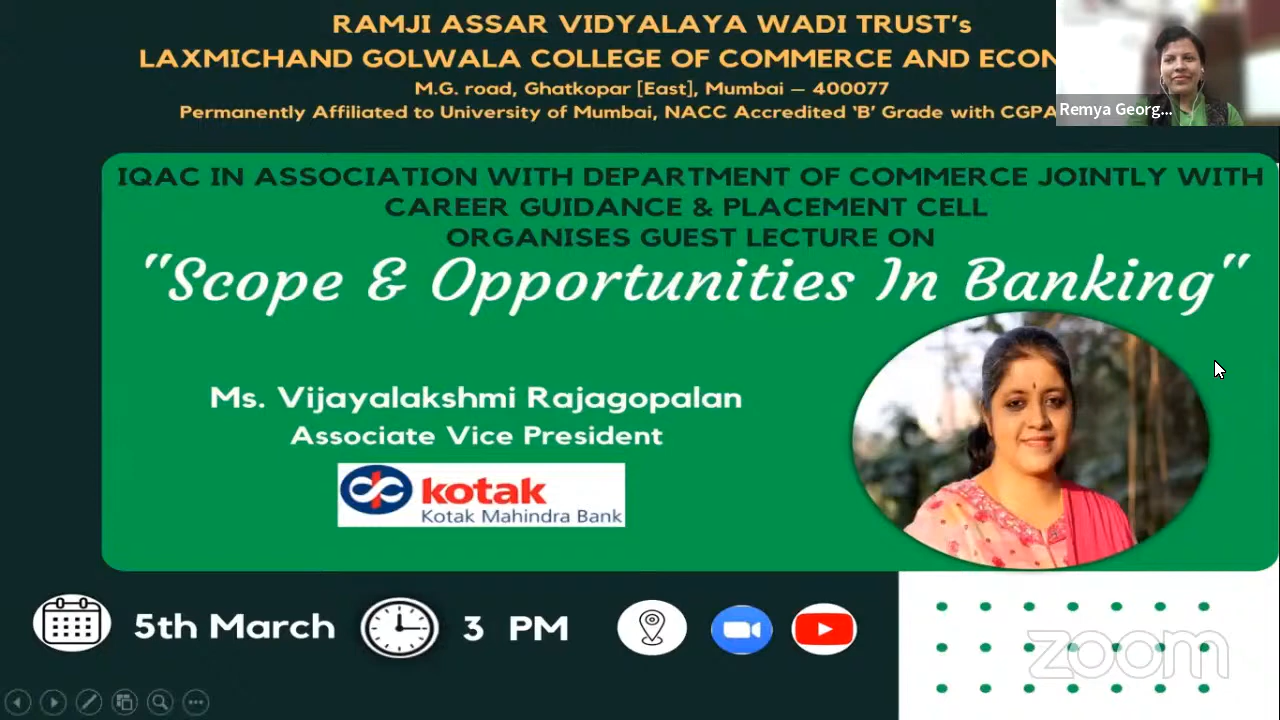 RAMJI ASSAR VIDYALAYA WADI TRUST's
LAXMICHAND GOLWALA COLLEGE OF COMMERCE AND ECON
M.G. road, Ghatkopar [East], Mumbai – 400077
Permanently Affiliated to University of Mumbai, NACC Accredited 'B' Grade with CGPA
Remya Georg...
IQAC IN ASSOCIATION WITH DEPARTMENT OF COMMERCE JOINTLY WITH
CAREER GUIDANCE & PLACEMENT CELL
ORGANISES GUEST LECTURE ON
"Scope & Opportunities In Banking"
Ms. Vijayalakshmi Rajagopalan
Associate Vice President
kotak
Kotak Mahindra Bank
5th March
3 PM
zoom